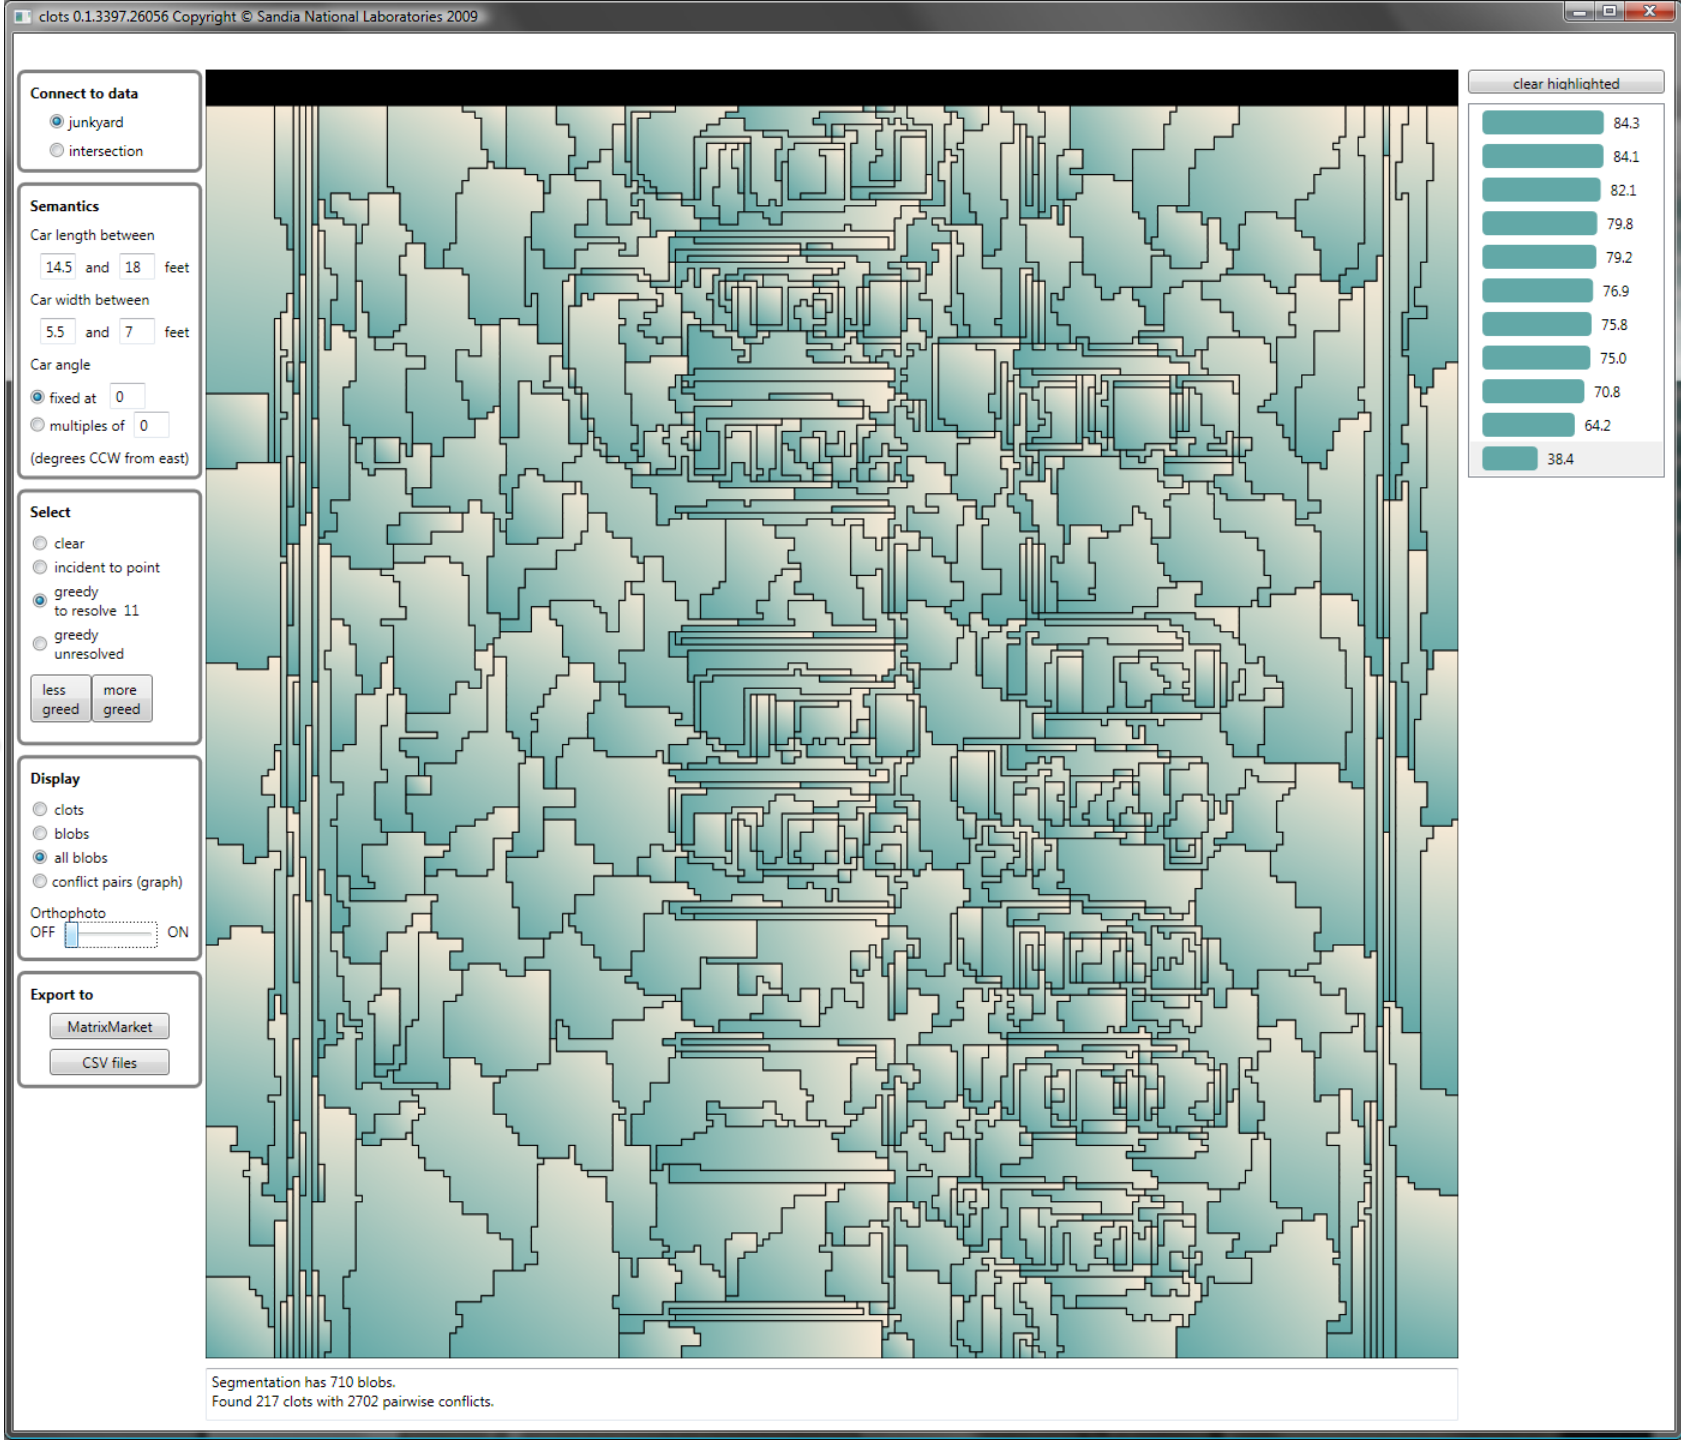 clots 0.1.3397.26056 Copyright © Sandia National Laboratories 2009
Connect to data
junkyard
intersection
Semantics
Car length between
14.5 and 18 feet
Car width between
5.5 and 7 feet
Car angle
fixed at 0
multiples of 0
(degrees CCW from east)
Select
clear
incident to point
greedy
to resolve 11
greedy
unresolved
less
greed
more
greed
Display
clots
blobs
all blobs
conflict pairs (graph)
Orthophoto
OFF ON
Export to
MatrixMarket
CSV files
clear highlighted
84.3
84.1
82.1
79.8
79.2
76.9
75.8
75.0
70.8
64.2
38.4
Segmentation has 710 blobs.
Found 217 clots with 2702 pairwise conflicts.